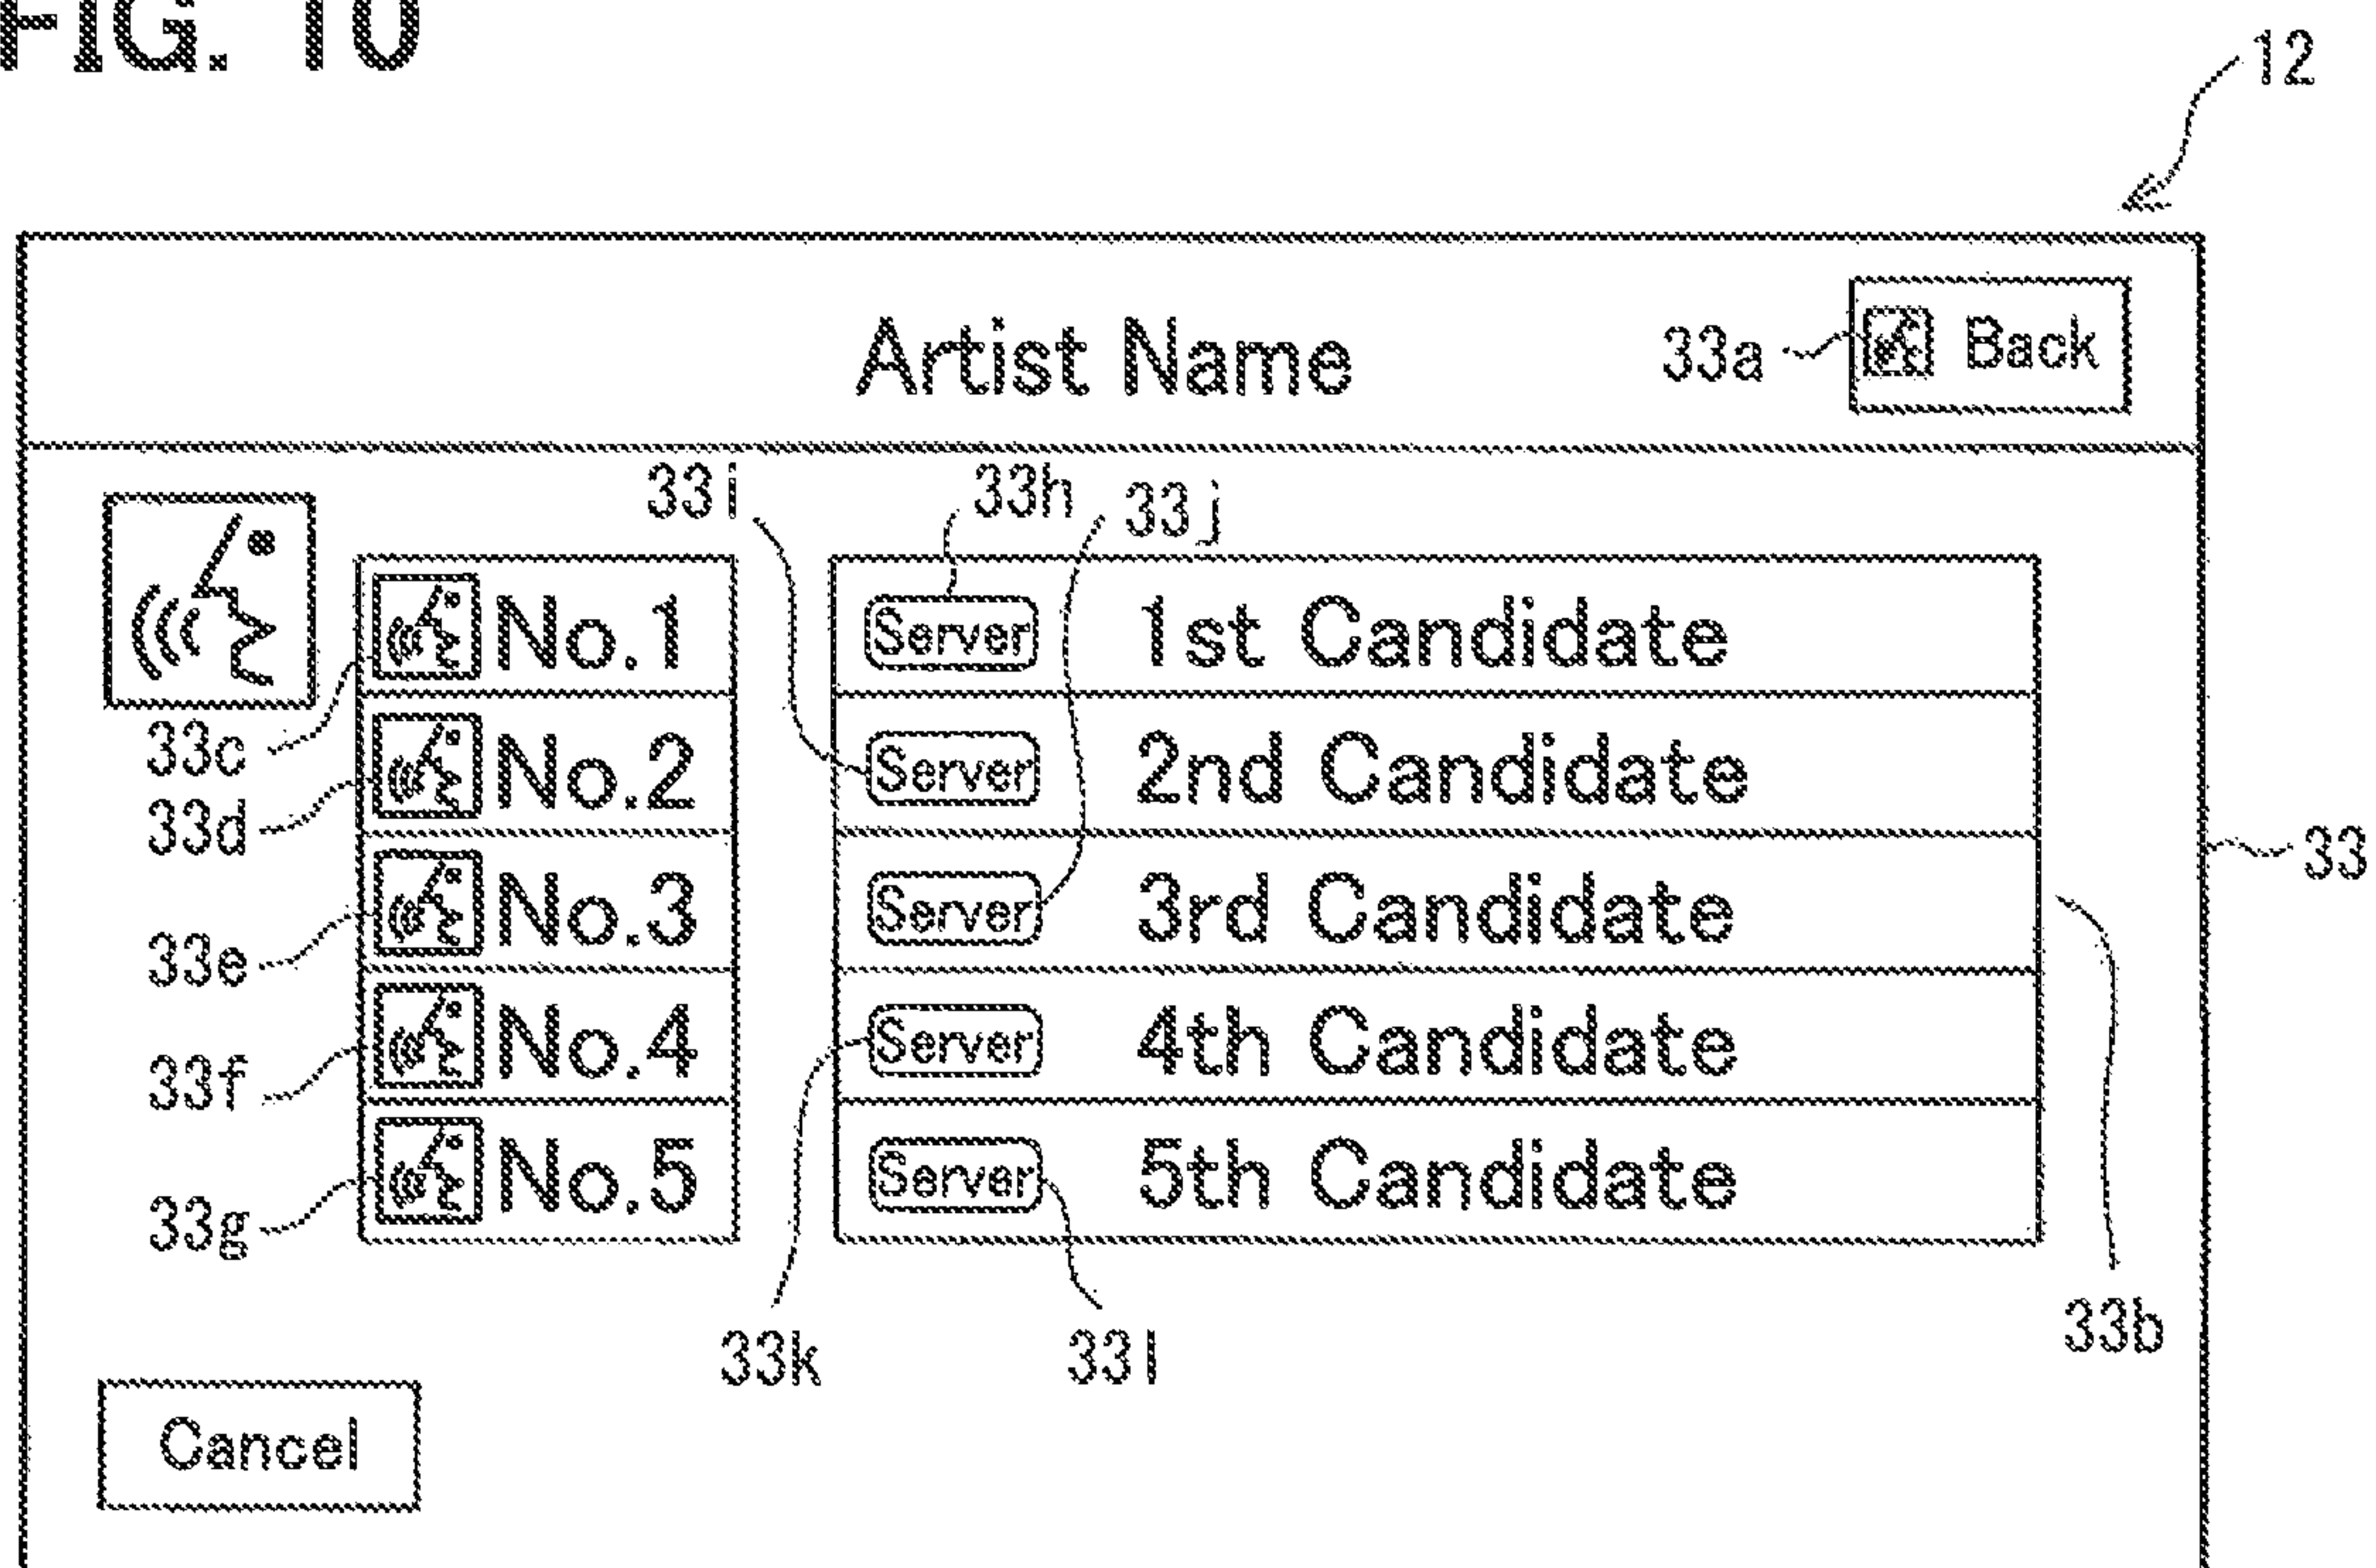 FIG. 10
12
Artist Name
33a
Back
33i
33h
33j
No.1
Server
1st Candidate
33c
No.2
Server
2nd Candidate
33d
33
No.3
Server
3rd Candidate
33e
No.4
Server
4th Candidate
33f
No.5
Server
5th Candidate
33g
33k
33l
33b
Cancel